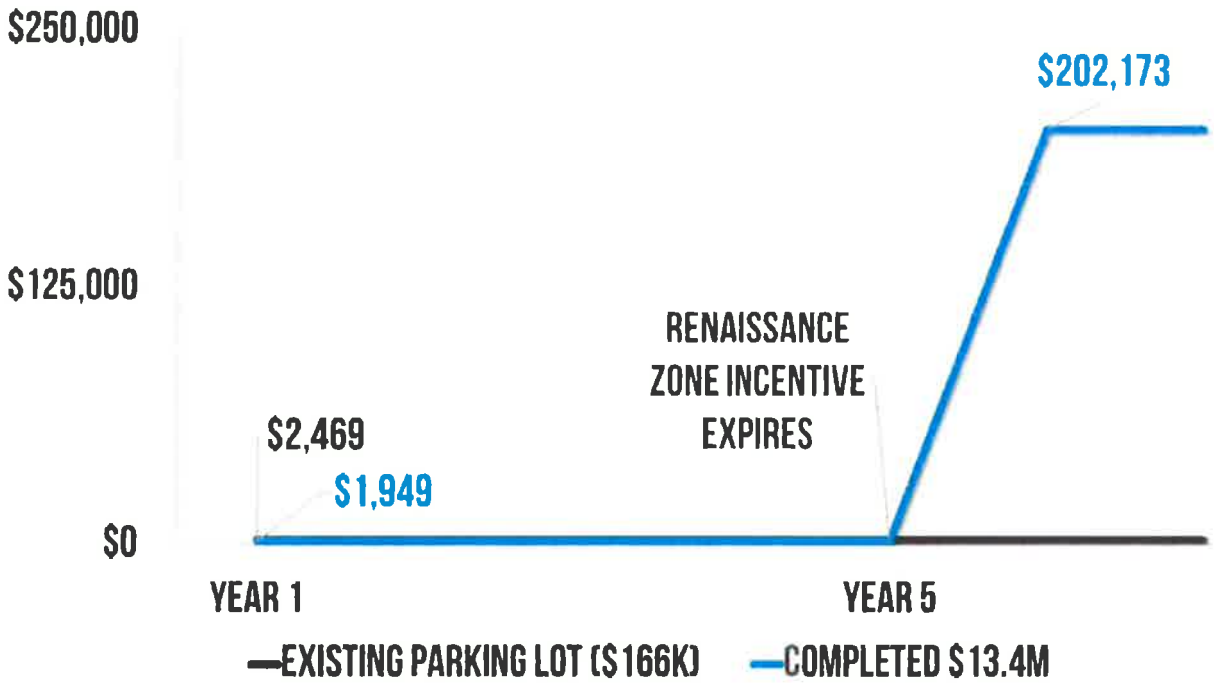 $250,000
$202,173
$125,000
RENAISSANCE
ZONE INCENTIVE
EXPIRES
$2,469
$1,949
$0
YEAR 1 YEAR 5
EXISTING PARKING LOT ($166K) COMPLETED $13.4M